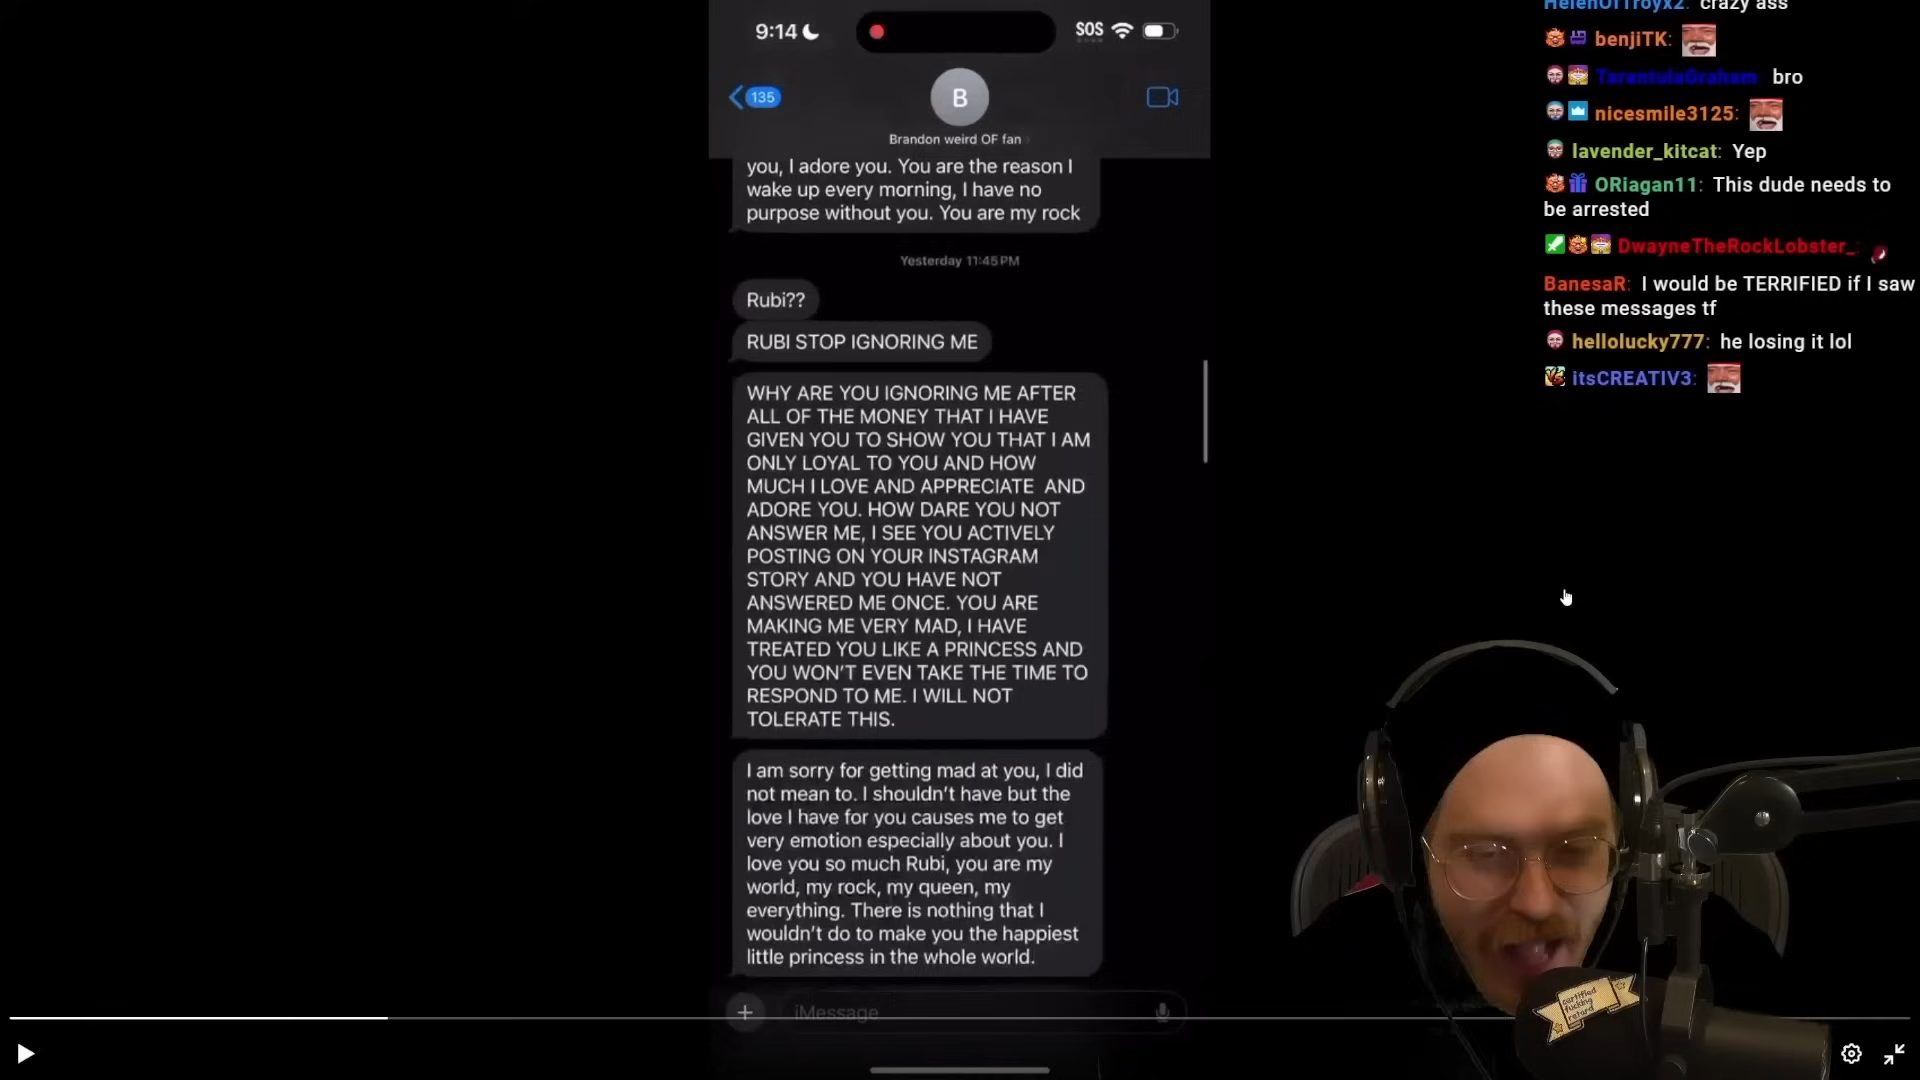 9:14
SOS
135
B
Brandon weird OF fan
you, I adore you. You are the reason I
wake up every morning, I have no
purpose without you. You are my rock
Yesterday 11:45 PM
Rubi??
RUBI STOP IGNORING ME
WHY ARE YOU IGNORING ME AFTER
ALL OF THE MONEY THAT I HAVE
GIVEN YOU TO SHOW YOU THAT I AM
ONLY LOYAL TO YOU AND HOW
MUCH I LOVE AND APPRECIATE AND
ADORE YOU. HOW DARE YOU NOT
ANSWER ME, I SEE YOU ACTIVELY
POSTING ON YOUR INSTAGRAM
STORY AND YOU HAVE NOT
ANSWERED ME ONCE. YOU ARE
MAKING ME VERY MAD, I HAVE
TREATED YOU LIKE A PRINCESS AND
YOU WON'T EVEN TAKE THE TIME TO
RESPOND TO ME. I WILL NOT
TOLERATE THIS.
I am sorry for getting mad at you, I did
not mean to. I shouldn't have but the
love I have for you causes me to get
very emotion especially about you. I
love you so much Rubi, you are my
world, my rock, my queen, my
everything. There is nothing that I
wouldn't do to make you the happiest
little princess in the whole world.
iMessage
HelenOfTroyx2: crazy ass
benjiTK:
TarantulaGraham bro
nicesmile3125:
lavender_kitcat: Yep
ORiagan11: This dude needs to
be arrested
DwayneTheRockLobster_:
BanesaR: I would be TERRIFIED if I saw
these messages tf
hellolucky777: he losing it lol
itsCREATIV3:
certified
fucking
retard